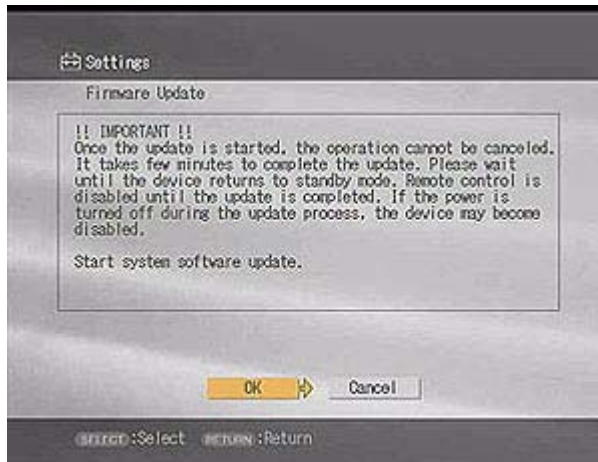 Settings
Firmware Update
!! IMPORTANT !!
Once the update is started, the operation cannot be canceled.
It takes few minutes to complete the update. Please wait
until the device returns to standby mode. Remote control is
disabled until the update is completed. If the power is
turned off during the update process, the device may become
disabled.
Start system software update.
OK Cancel
SELECT :Select RETURN :Return